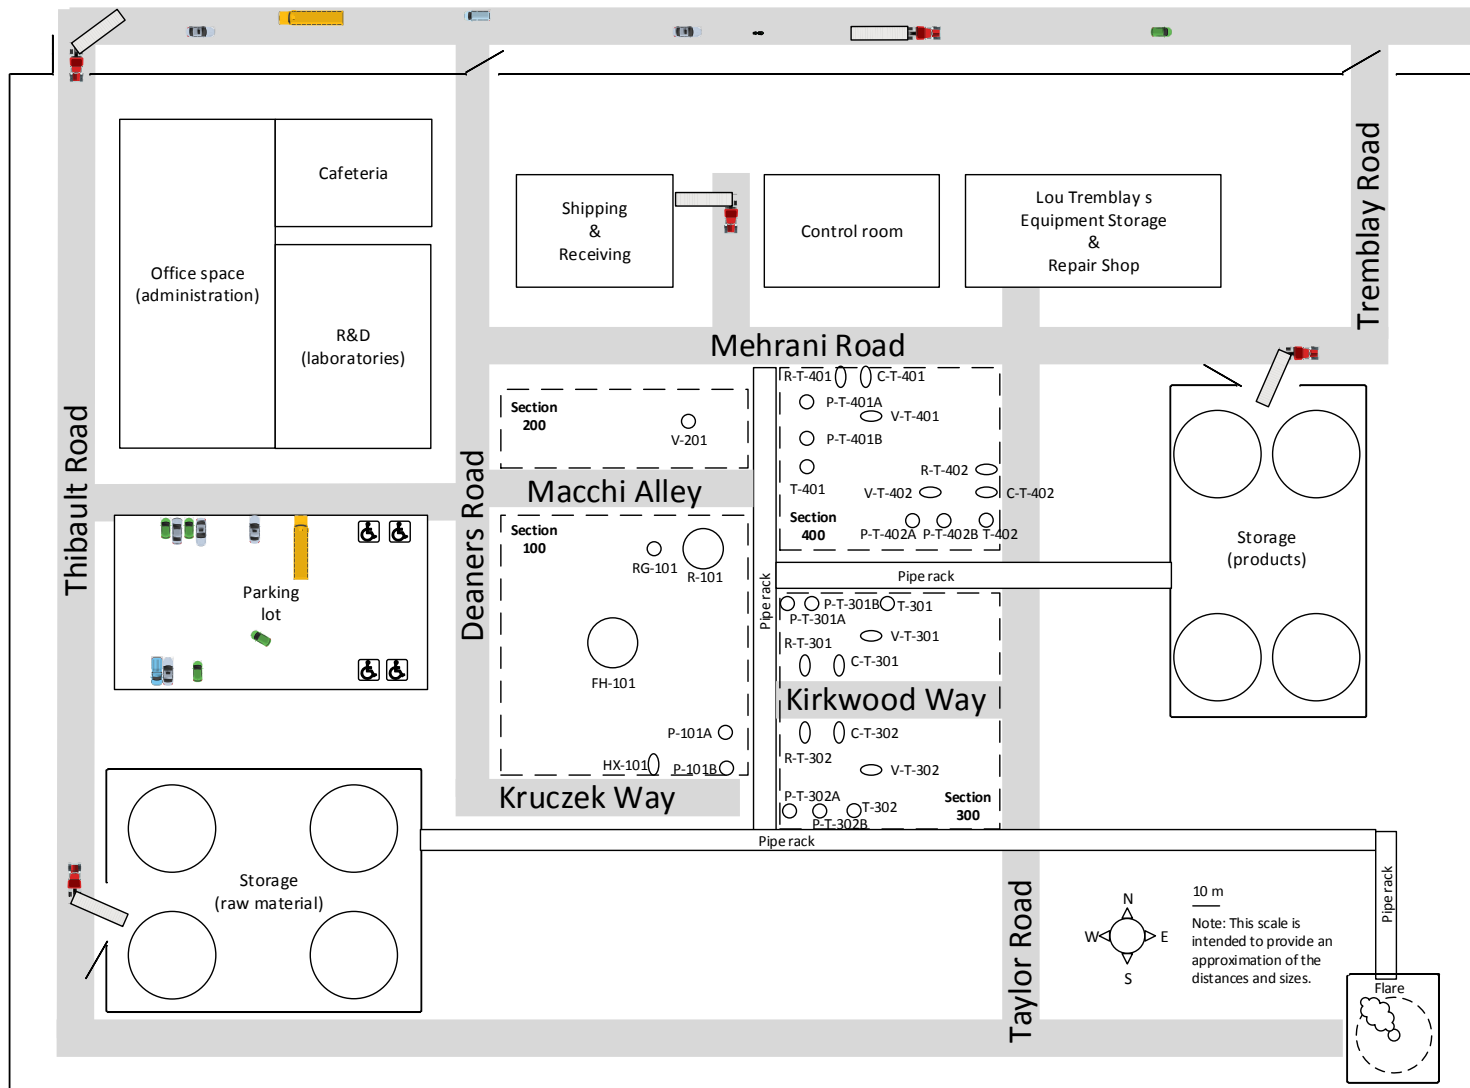 Cafeteria
Office space
(administration)
R&D
(laboratories)
Shipping
&
Receiving
Control room
Lou Tremblay s
Equipment Storage
&
Repair Shop
Tremblay Road
Mehrani Road
Thibault Road
Deaners Road
Section
200
V-201
Macchi Alley
Section
100
RG-101
R-101
FH-101
P-101A
HX-101
P-101B
Kruczek Way
Parking
lot
Pipe rack
R-T-401
C-T-401
P-T-401A
V-T-401
P-T-401B
T-401
R-T-402
V-T-402
C-T-402
Section
400
P-T-402A
P-T-402B
T-402
Pipe rack
P-T-301B
T-301
P-T-301A
V-T-301
R-T-301
C-T-301
Kirkwood Way
C-T-302
R-T-302
V-T-302
P-T-302A
T-302
P-T-302B
Section
300
Storage
(products)
Storage
(raw material)
Pipe rack
Pipe rack
Taylor Road
N
W
E
S
10 m
Note: This scale is
intended to provide an
approximation of the
distances and sizes.
Flare